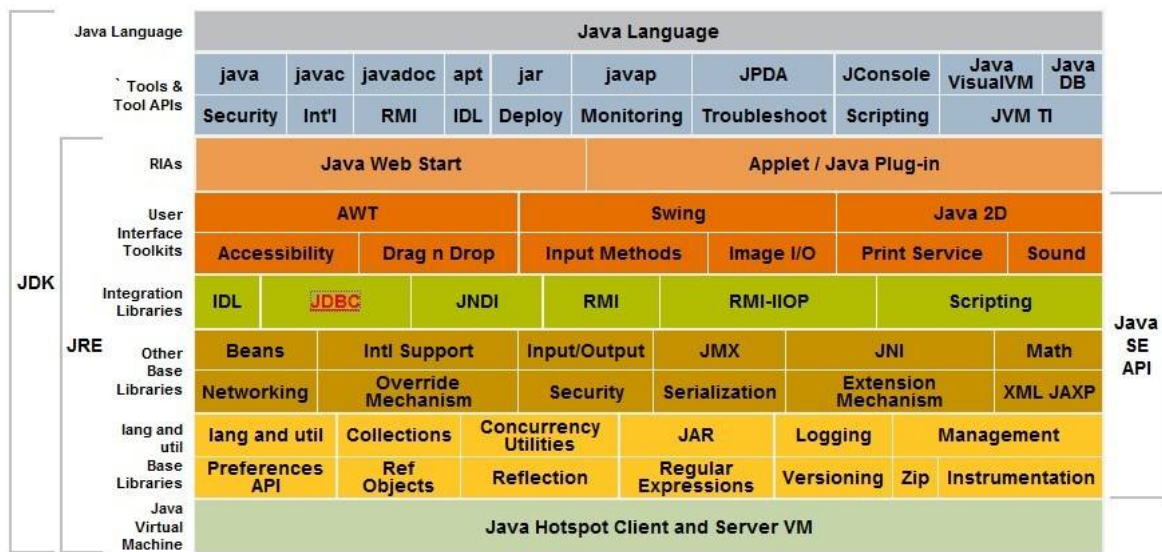 Java Language
Java Language
` Tools &
Tool APIs
java javac javadoc apt jar javap JPDA JConsole Java VisualVM Java DB
Security Int'l RMI IDL Deploy Monitoring Troubleshoot Scripting JVM TI
RIAs
Java Web Start Applet / Java Plug-in
User
Interface
Toolkits
AWT Swing Java 2D
Accessibility Drag n Drop Input Methods Image I/O Print Service Sound
JDK
Integration
Libraries
IDL JDBC JNDI RMI RMI-IIOP Scripting
JRE
Other
Base
Libraries
Beans Intl Support Input/Output JMX JNI Math
Networking Override Mechanism Security Serialization Extension Mechanism XML JAXP
Java
SE
API
lang and
util
Base
Libraries
lang and util Collections Concurrency Utilities JAR Logging Management
Preferences API Ref Objects Reflection Regular Expressions Versioning Zip Instrumentation
Java
Virtual
Machine
Java Hotspot Client and Server VM